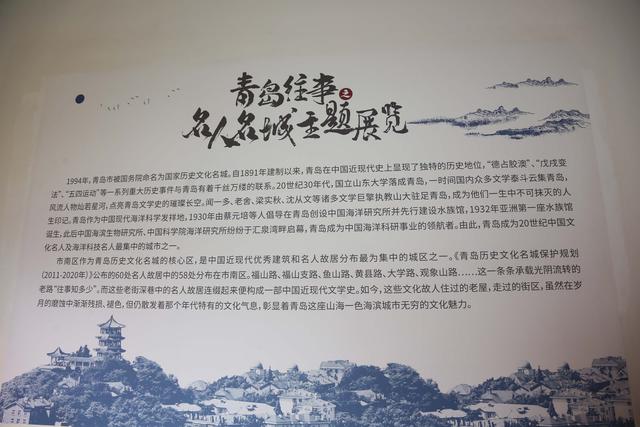 青岛往事之
名人名城主题展览
1994年，青岛市被国务院命名为国家历史文化名城。自1891年建制以来，青岛在中国近现代史上显现了独特的历史地位，“德占胶澳”、“戊戌变
法”、“五四运动”等一系列重大历史事件与青岛有着千丝万缕的联系。20世纪30年代，国立山东大学落成青岛，一时间国内众多文学泰斗云集青岛，
风流人物灿若星河，点亮青岛文学史的璀璨长空。闻一多、老舍、梁实秋、沈从文等诸多文学巨擘执教山大驻足青岛，成为他们一生中不可抹灭的人
生印记。青岛作为中国现代海洋科学发祥地，1930年由蔡元培等人倡导在青岛创设中国海洋研究所并先行建设水族馆，1932年亚洲第一座水族馆
诞生，此后中国海滨生物研究所、中国科学院海洋研究所纷纷于汇泉湾畔启幕，青岛成为中国海洋科研事业的领航者。由此，青岛成为20世纪中国
文化名人及海洋科技名人最集中的城市之一。
市南区作为青岛历史文化名城的核心区，是中国近现代优秀建筑和名人故居分布最为集中的城区之一。《青岛历史文化名城保护规划
(2011-2020年)》公布的60处名人故居中的58处分布在市南区。福山路、福山支路、鱼山路、黄县路、大学路、观象山路……这一条条承载光阴流转的
老路“往事知多少”，而这些老街深巷中的名人故居连缀起来便构成一部中国近现代文学史。如今，这些文化故人住过的老屋，走过的街区，虽然在岁
月的磨蚀中渐渐残损、褪色，但仍散发着那个年代特有的文化气息，彰显着青岛这座山海一色海滨城市无穷的文化魅力。